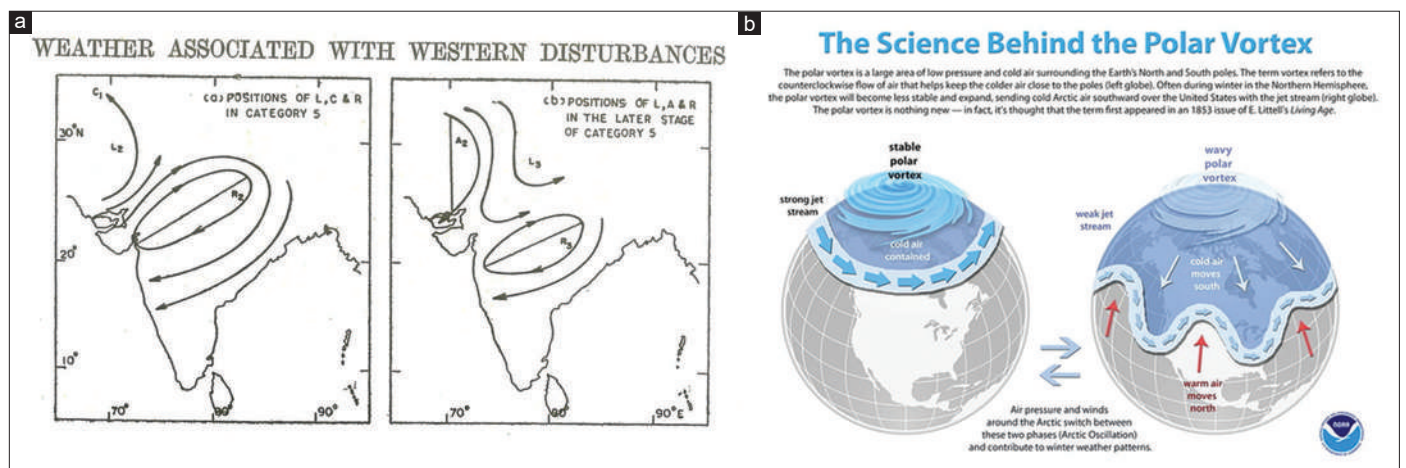 a
WEATHER ASSOCIATED WITH WESTERN DISTURBANCES
(a) POSITIONS OF L, C & R
IN CATEGORY 5
C1
30°N
L2
R2
20°
10°
70°
80°
90°
(b) POSITIONS OF L, A & R
IN THE LATER STAGE
OF CATEGORY 5
A2
L3
R3
70°
80°
90°E
b
The Science Behind the Polar Vortex
The polar vortex is a large area of low pressure and cold air surrounding the Earth's North and South poles. The term vortex refers to the
counterclockwise flow of air that helps keep the colder air close to the poles (left globe). Often during winter in the Northern Hemisphere,
the polar vortex will become less stable and expand, sending cold Arctic air southward over the United States with the jet stream (right globe).
The polar vortex is nothing new — in fact, it's thought that the term first appeared in an 1853 issue of E. Littell's Living Age.
stable
polar
vortex
strong jet
stream
cold air
contained
wavy
polar
vortex
weak jet
stream
cold air
moves
south
warm air
moves
north
Air pressure and winds
around the Arctic switch between
these two phases (Arctic Oscillation)
and contribute to winter weather patterns.